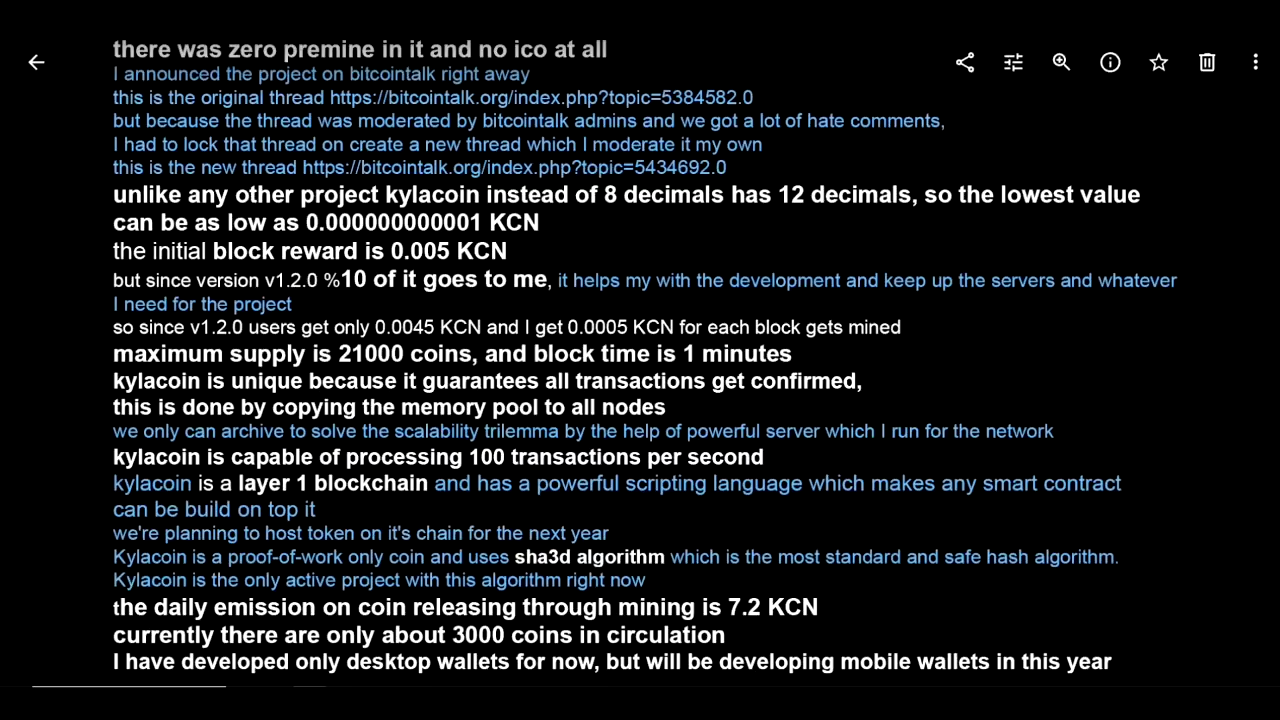 there was zero premine in it and no ico at all
I announced the project on bitcointalk right away
this is the original thread https://bitcointalk.org/index.php?topic=5384582.0
but because the thread was moderated by bitcointalk admins and we got a lot of hate comments,
I had to lock that thread on create a new thread which I moderate it my own
this is the new thread https://bitcointalk.org/index.php?topic=5434692.0
unlike any other project kylacoin instead of 8 decimals has 12 decimals, so the lowest value
can be as low as 0.000000000001 KCN
the initial block reward is 0.005 KCN
but since version v1.2.0 %10 of it goes to me, it helps my with the development and keep up the servers and whatever
I need for the project
so since v1.2.0 users get only 0.0045 KCN and I get 0.0005 KCN for each block gets mined
maximum supply is 21000 coins, and block time is 1 minutes
kylacoin is unique because it guarantees all transactions get confirmed,
this is done by copying the memory pool to all nodes
we only can archive to solve the scalability trilemma by the help of powerful server which I run for the network
kylacoin is capable of processing 100 transactions per second
kylacoin is a layer 1 blockchain and has a powerful scripting language which makes any smart contract
can be build on top it
we're planning to host token on it's chain for the next year
Kylacoin is a proof-of-work only coin and uses sha3d algorithm which is the most standard and safe hash algorithm.
Kylacoin is the only active project with this algorithm right now
the daily emission on coin releasing through mining is 7.2 KCN
currently there are only about 3000 coins in circulation
I have developed only desktop wallets for now, but will be developing mobile wallets in this year